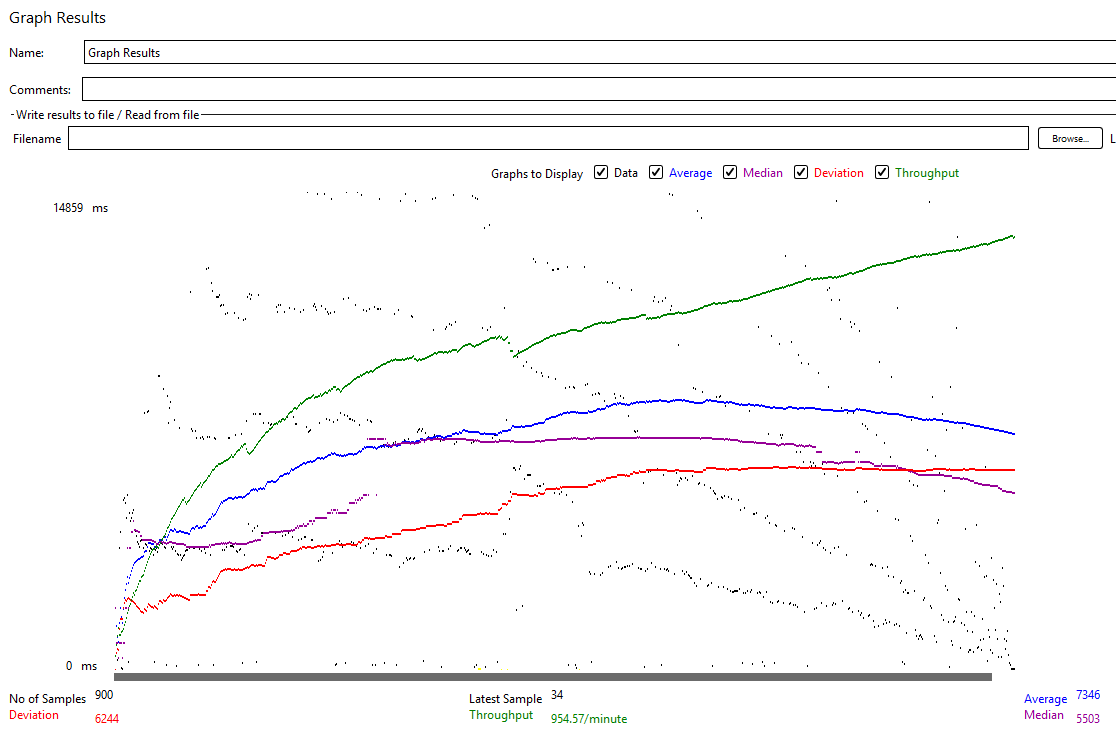 Graph Results
Name: Graph Results
Comments:
Write results to file / Read from file
Filename Browse... L
Graphs to Display Data Average Median Deviation Throughput
14859 ms
0 ms
No of Samples 900 Latest Sample 34 Average 7346
Deviation 6244 Throughput 954.57/minute Median 5503